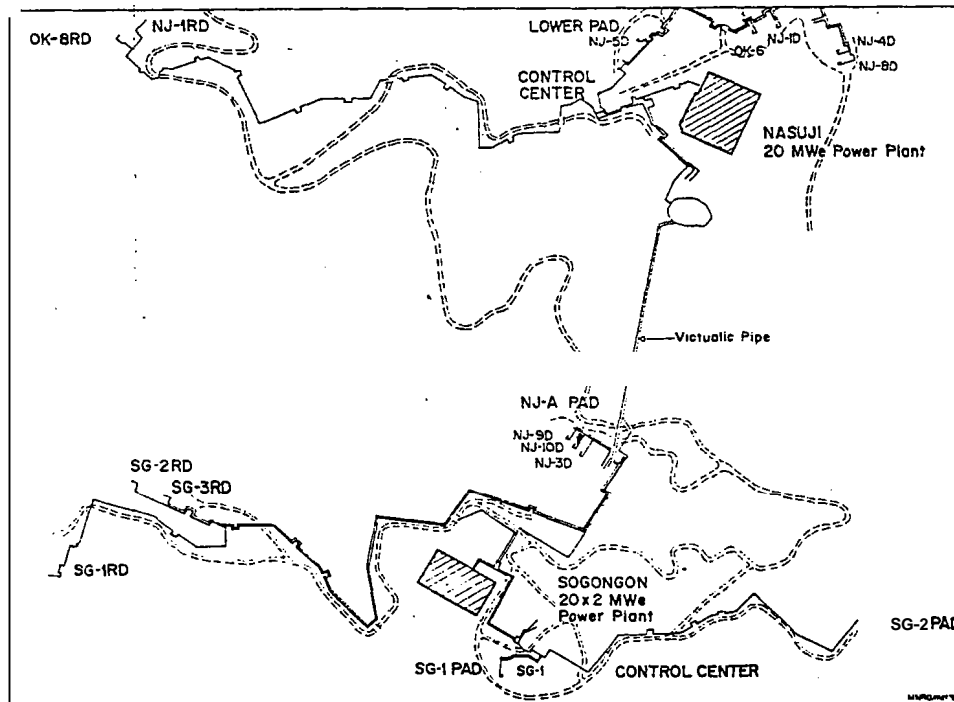 NJ-1RD
OK-8RD
LOWER PAD
NJ-5D
OK-6
NJ-1D
NJ-4D
NJ-8D
CONTROL
CENTER
NASUJI
20 MWe Power Plant
Victualic Pipe
NJ-A PAD
NJ-9D
NJ-10D
NJ-3D
SG-2RD
SG-3RD
SG-1RD
SOGONGON
20 x 2 MWe
Power Plant
SG-2 PAD
SG-1 PAD
SG-1
CONTROL CENTER